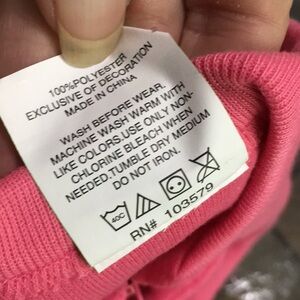 100%POLYESTER
EXCLUSIVE OF DECORATION
MADE IN CHINA
WASH BEFORE WEAR.
MACHINE WASH WARM WITH
LIKE COLORS,USE ONLY NON-
CHLORINE BLEACH WHEN
NEEDED.TUMBLE DRY MEDIUM
DO NOT IRON.
40C
RN# 103579